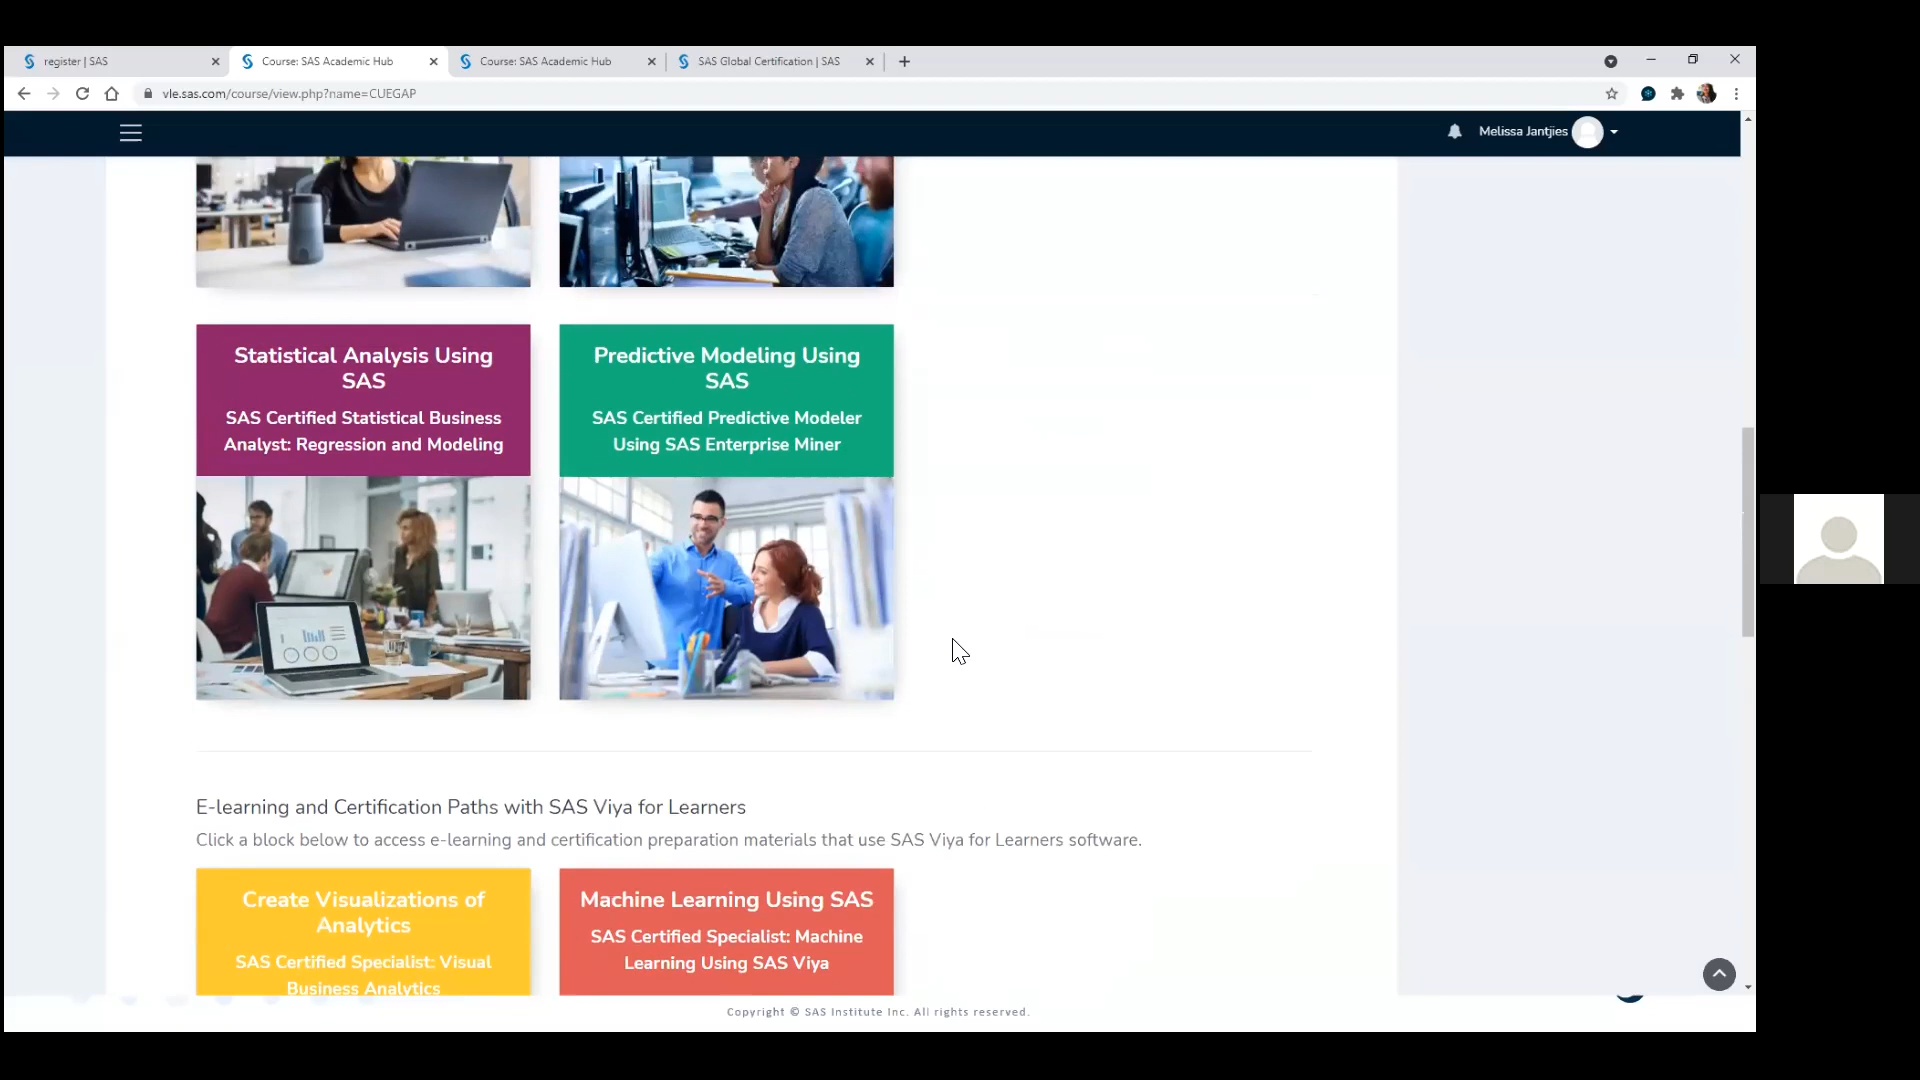 register | SAS
Course: SAS Academic Hub
Course: SAS Academic Hub
SAS Global Certification | SAS
vle.sas.com/course/view.php?name=CUEGAP
Melissa Jantjies
Statistical Analysis Using
SAS
SAS Certified Statistical Business
Analyst: Regression and Modeling
Predictive Modeling Using
SAS
SAS Certified Predictive Modeler
Using SAS Enterprise Miner
E-learning and Certification Paths with SAS Viya for Learners
Click a block below to access e-learning and certification preparation materials that use SAS Viya for Learners software.
Create Visualizations of
Analytics
SAS Certified Specialist: Visual
Business Analytics
Machine Learning Using SAS
SAS Certified Specialist: Machine
Learning Using SAS Viya
Copyright © SAS Institute Inc. All rights reserved.